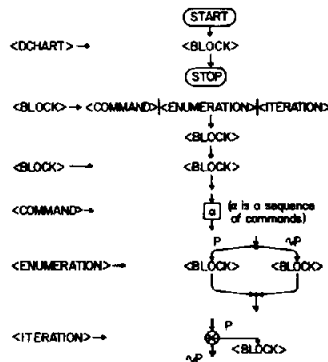 START
<DCHART>→ <BLOCK>
STOP
<BLOCK>→<COMMAND>|<ENUMERATION>|<ITERATION>
<BLOCK>
<BLOCK>→ <BLOCK>
<COMMAND>→ α (α is a sequence
of commands)
P ~P
<ENUMERATION>→ <BLOCK> <BLOCK>
P
<ITERATION>→
<BLOCK>
~P